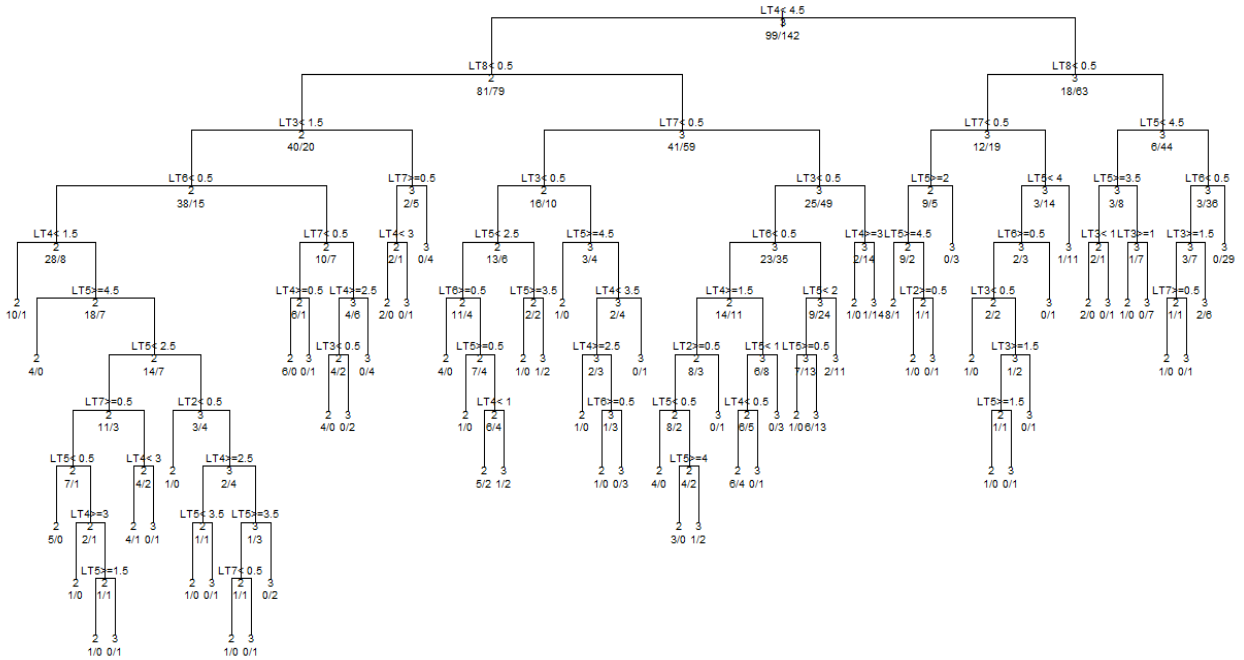 LT4< 4.5
3
99/142
LT8< 0.5 LT8< 0.5
2 3
81/79 18/63
LT3< 1.5 LT7< 0.5 LT7< 0.5 LT5< 4.5
2 3 3 3
40/20 41/59 12/19 6/44
LT6< 0.5 LT7>=0.5 LT3< 0.5 LT3< 0.5 LT5>=2 LT5< 4 LT5>=3.5 LT6< 0.5
2 3 2 3 2 3 3 3 3
38/15 2/5 16/10 25/49 9/5 3/14 3/8 3/36
LT4< 1.5 LT7< 0.5 LT4< 3 LT5< 2.5 LT5>=4.5 LT6< 0.5 LT4>=3 LT5>=4.5 LT6>=0.5 LT3< 1 LT3>=1 LT3>=1.5
2 2 2 3 2 3 3 3 2 3 3 3 2 3 3 3
28/8 10/7 2/1 0/4 13/6 3/4 23/35 2/14 9/2 0/3 2/3 1/11 2/1 1/7 3/7 0/29
LT5>=4.5 LT4>=0.5 LT4>=2.5 LT6>=0.5 LT5>=3.5 LT4< 3.5 LT4>=1.5 LT5< 2 LT2>=0.5 LT3< 0.5 LT7>=0.5
2 2 2 3 2 3 2 2 2 3 2 3 2 3 2 2 2 3 2 3 2 3 2 3
10/1 18/7 6/1 4/6 2/0 0/1 11/4 2/2 1/0 2/4 14/11 9/24 1/0 1/14 8/1 1/1 2/2 0/1 2/0 0/1 1/0 0/7 1/1 2/6
LT5< 2.5 LT3< 0.5 LT5>=0.5 LT4>=2.5 LT2>=0.5 LT5< 1 LT5>=0.5 LT3>=1.5
2 2 2 3 2 3 2 2 2 3 3 3 2 3 3 3 2 3 2 3 2 3
4/0 14/7 6/0 0/1 4/2 0/4 4/0 7/4 1/0 1/2 2/3 0/1 8/3 6/8 7/13 2/11 1/0 0/1 1/0 1/2 1/0 0/1
LT7>=0.5 LT2< 0.5 LT4< 1 LT6>=0.5 LT5< 0.5 LT4< 0.5 LT5>=1.5
2 3 2 3 2 2 2 3 2 3 2 3 2 3 2 3
11/3 3/4 4/0 0/2 1/0 6/4 1/0 1/3 8/2 0/1 6/5 0/3 1/0 6/13 1/1 0/1
LT5< 0.5 LT4< 3 LT4>=2.5 LT5>=4
2 2 2 3 2 3 2 3 2 2 2 3 2 3
7/1 4/2 1/0 2/4 5/2 1/2 1/0 0/3 4/0 4/2 6/4 0/1 1/0 0/1
LT4>=3 LT5< 3.5 LT5>=3.5
2 2 2 3 2 3 2 3
5/0 2/1 4/1 0/1 1/1 1/3 3/0 1/2
LT5>=1.5 LT7< 0.5
2 2 2 3 2 3
1/0 1/1 1/0 0/1 1/1 0/2
2 3 2 3
1/0 0/1 1/0 0/1